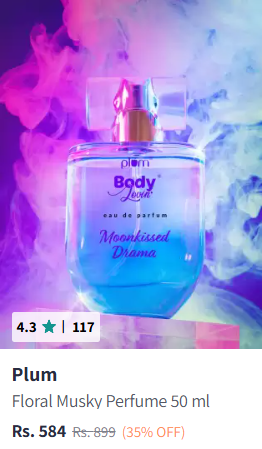 plum
Body
Lovin'
eau de parfum
Moonkissed
Drama
4.3 ★ | 117
Plum
Floral Musky Perfume 50 ml
Rs. 584 Rs. 899 (35% OFF)